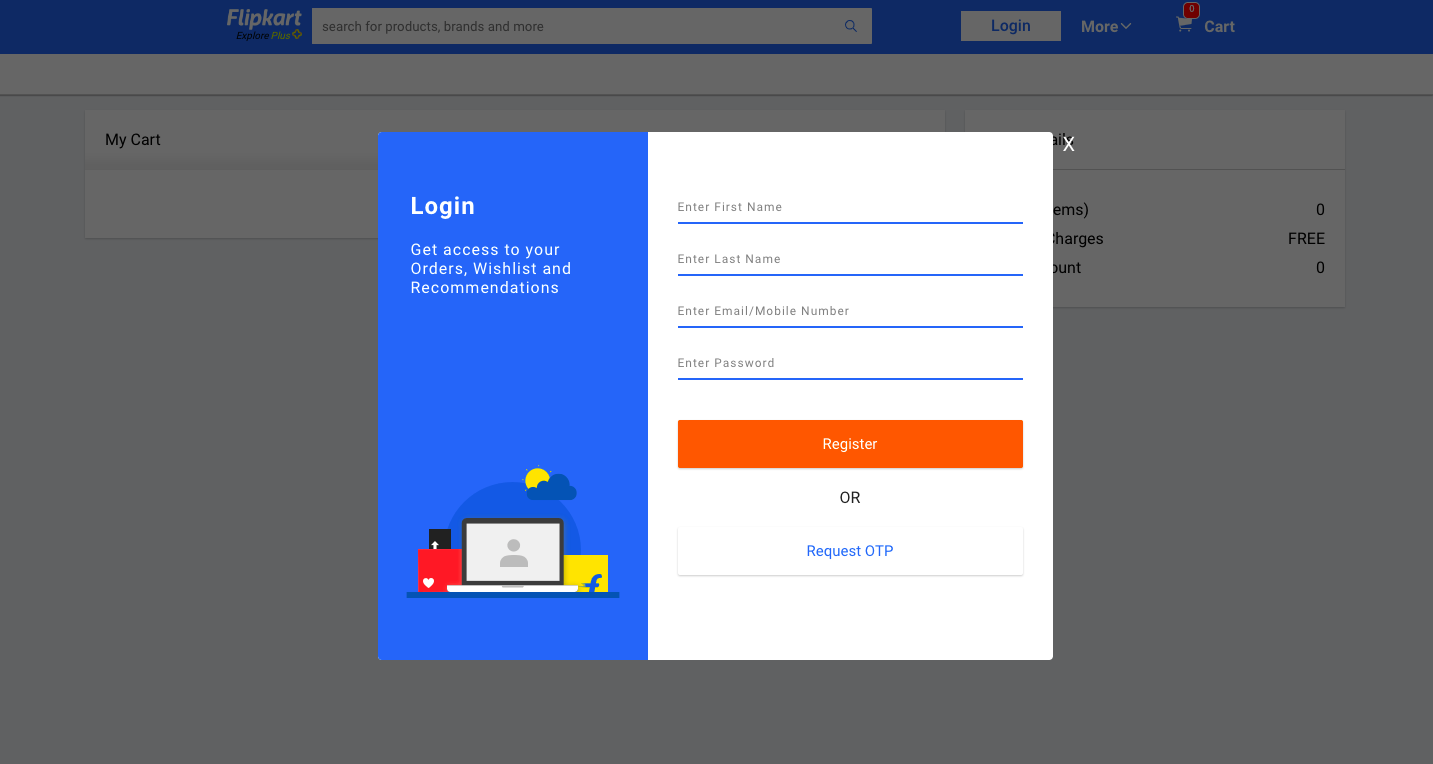 Flipkart
Explore Plus
search for products, brands and more
Login
More
0
Cart
My Cart
ails
ems)
0
Charges
FREE
ount
0
X
Login
Get access to your
Orders, Wishlist and
Recommendations
Enter First Name
Enter Last Name
Enter Email/Mobile Number
Enter Password
Register
OR
Request OTP